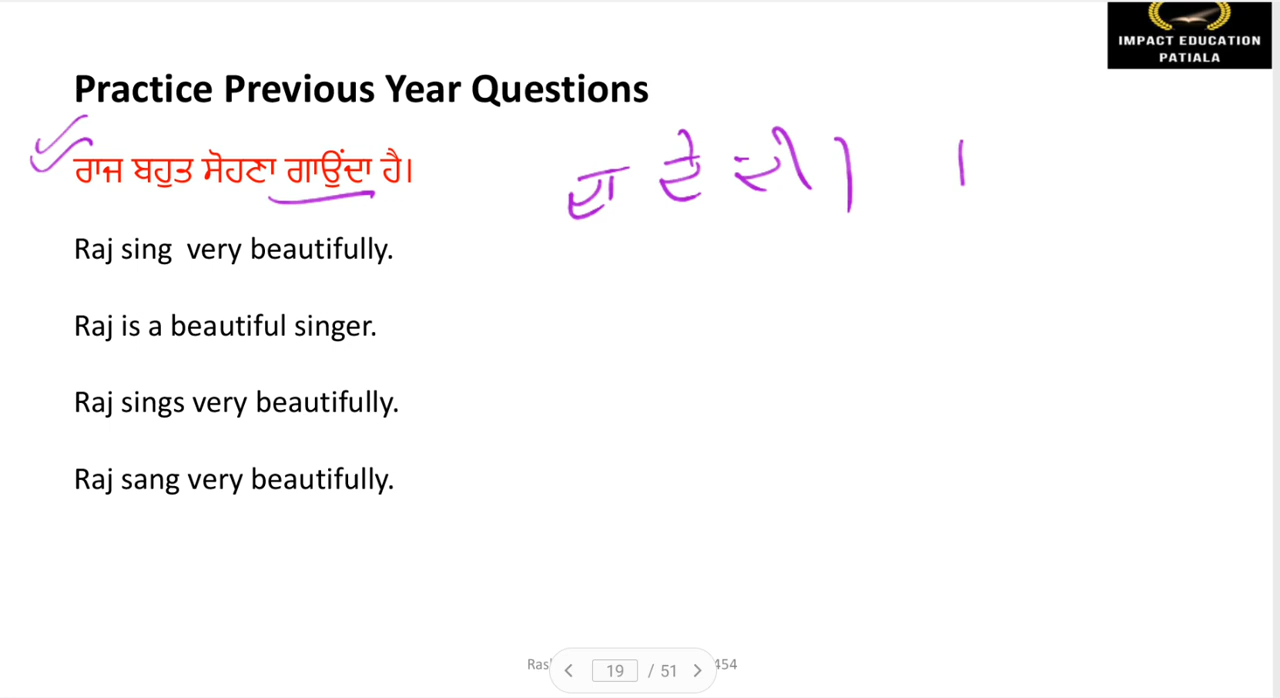 IMPACT EDUCATION
PATIALA
Practice Previous Year Questions
ਰਾਜ ਬਹੁਤ ਸੋਹਣਾ ਗਾਉਂਦਾ ਹੈ।
ਦਾ ਦੇ ਦੀ
Raj sing very beautifully.
Raj is a beautiful singer.
Raj sings very beautifully.
Raj sang very beautifully.
19 / 51
454